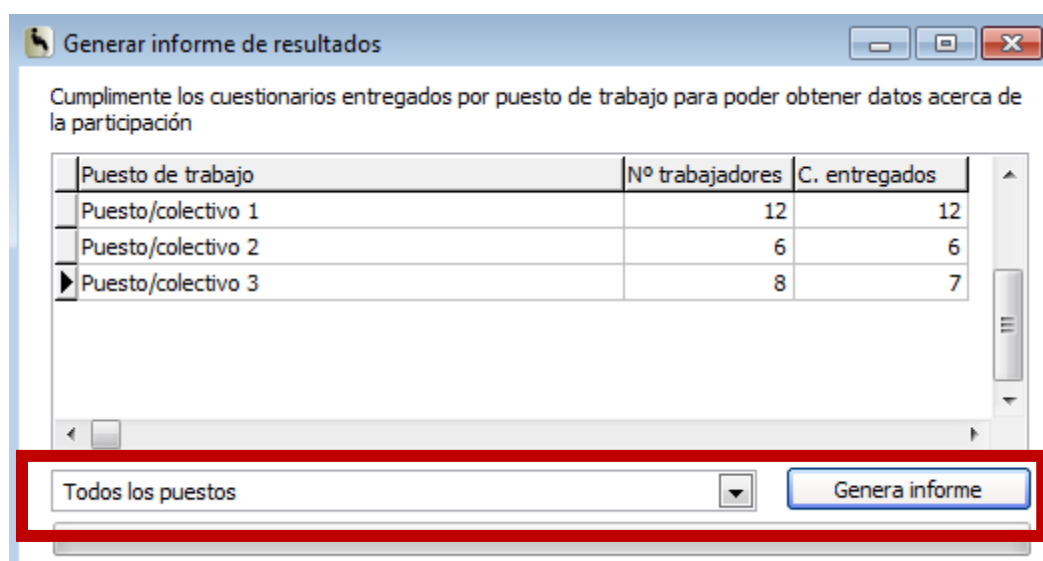 Generar informe de resultados
Cumplimente los cuestionarios entregados por puesto de trabajo para poder obtener datos acerca de
la participación
Puesto de trabajo Nº trabajadores C. entregados
Puesto/colectivo 1 12 12
Puesto/colectivo 2 6 6
Puesto/colectivo 3 8 7
Todos los puestos Genera informe